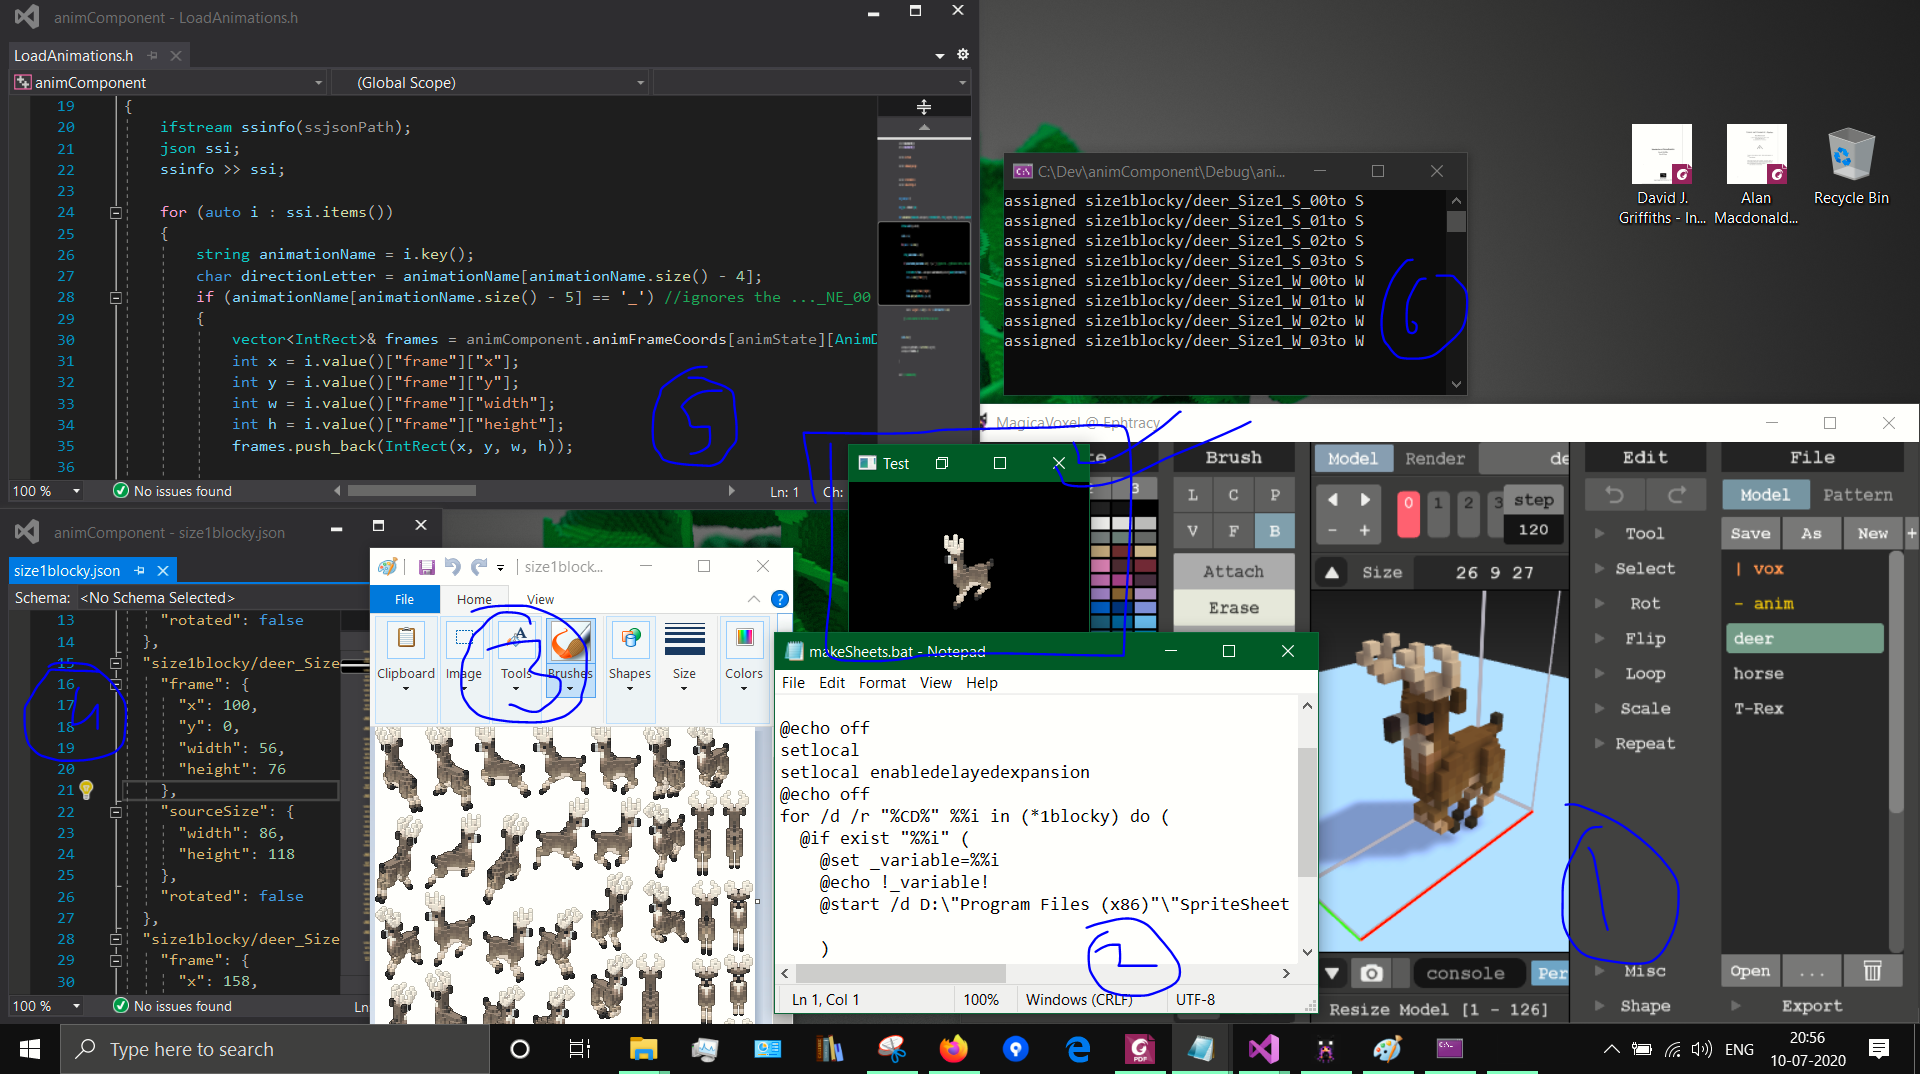 animComponent - LoadAnimations.h
LoadAnimations.h
animComponent
(Global Scope)
19 {
20 ifstream ssinfo(ssjsonPath);
21 json ssi;
22 ssinfo >> ssi;
23
24 for (auto i : ssi.items())
25 {
26 string animationName = i.key();
27 char directionLetter = animationName[animationName.size() - 4];
28 if (animationName[animationName.size() - 5] == '_') //ignores the ..._NE_00
29 {
30 vector<IntRect>& frames = animComponent.animFrameCoords[animState][AnimD
31 int x = i.value()["frame"]["x"];
32 int y = i.value()["frame"]["y"];
33 int w = i.value()["frame"]["width"];
34 int h = i.value()["frame"]["height"];
35 frames.push_back(IntRect(x, y, w, h));
36
5
100 %
No issues found
Ln: 1
Ch:
C:\Dev\animComponent\Debug\ani...
assigned size1blocky/deer_Size1_S_00to S
assigned size1blocky/deer_Size1_S_01to S
assigned size1blocky/deer_Size1_S_02to S
assigned size1blocky/deer_Size1_S_03to S
assigned size1blocky/deer_Size1_W_00to W
assigned size1blocky/deer_Size1_W_01to W
assigned size1blocky/deer_Size1_W_02to W
assigned size1blocky/deer_Size1_W_03to W
6
David J.
Griffiths - In...
Alan
Macdonald...
Recycle Bin
animComponent - size1blocky.json
size1blocky.json
Schema: <No Schema Selected>
13 "rotated": false
14 },
15 "size1blocky/deer_Size
16 "frame": {
17 "x": 100,
18 "y": 0,
19 "width": 56,
20 "height": 76
21 },
22 "sourceSize": {
23 "width": 86,
24 "height": 118
25 },
26 "rotated": false
27 },
28 "size1blocky/deer_Size
29 "frame": {
30 "x": 158,
4
100 %
No issues found
Ln
size1block...
File
Home
View
Clipboard
Image
Tools
Brushes
Shapes
Size
Colors
3
Test
makeSheets.bat - Notepad
File Edit Format View Help
@echo off
setlocal
setlocal enabledelayedexpansion
@echo off
for /d /r "%CD%" %%i in (*1blocky) do (
@if exist "%%i" (
@set _variable=%%i
@echo !_variable!
@start /d D:\"Program Files (x86)"\"SpriteSheet
)
2
Ln 1, Col 1
100%
Windows (CRLF)
UTF-8
MagicaVoxel @ Ephtracy
te
3
Brush
L C P
V F B
Attach
Erase
Model
Render
de
0 1 2 3
step
120
Size
26 9 27
console
Per
Resize Model [1 - 126]
Edit
Tool
Select
Rot
Flip
Loop
Scale
Repeat
1
Misc
Shape
File
Model
Pattern
Save
As
New
+
| vox
- anim
deer
horse
T-Rex
Open
...
Export
Type here to search
PDF
ENG
20:56
10-07-2020